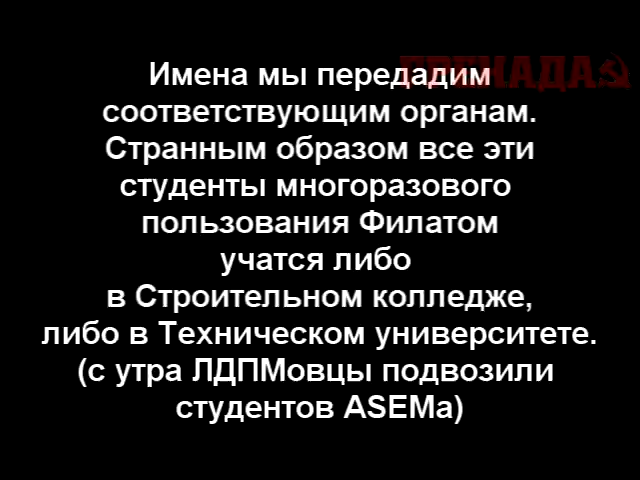 ГРЕНАДА
Имена мы передадим
соответствующим органам.
Странным образом все эти
студенты многоразового
пользования Филатом
учатся либо
в Строительном колледже,
либо в Техническом университете.
(с утра ЛДПМовцы подвозили
студентов ASEMа)